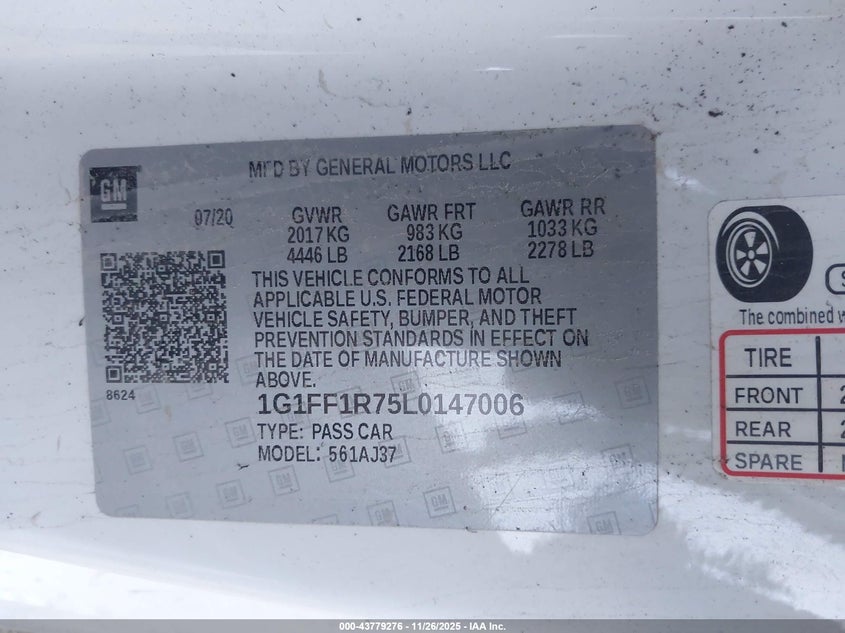 MFD BY GENERAL MOTORS LLC
GM
07/20 GVWR GAWR FRT GAWR RR
2017 KG 983 KG 1033 KG
4446 LB 2168 LB 2278 LB
THIS VEHICLE CONFORMS TO ALL
APPLICABLE U.S. FEDERAL MOTOR
VEHICLE SAFETY, BUMPER, AND THEFT
PREVENTION STANDARDS IN EFFECT ON
THE DATE OF MANUFACTURE SHOWN
ABOVE.
8624
1G1FF1R75L0147006
TYPE: PASS CAR
MODEL: 561AJ37
The combined
TIRE
FRONT 2
REAR 2
SPARE
000-43779276 - 11/26/2025 - IAA Inc.